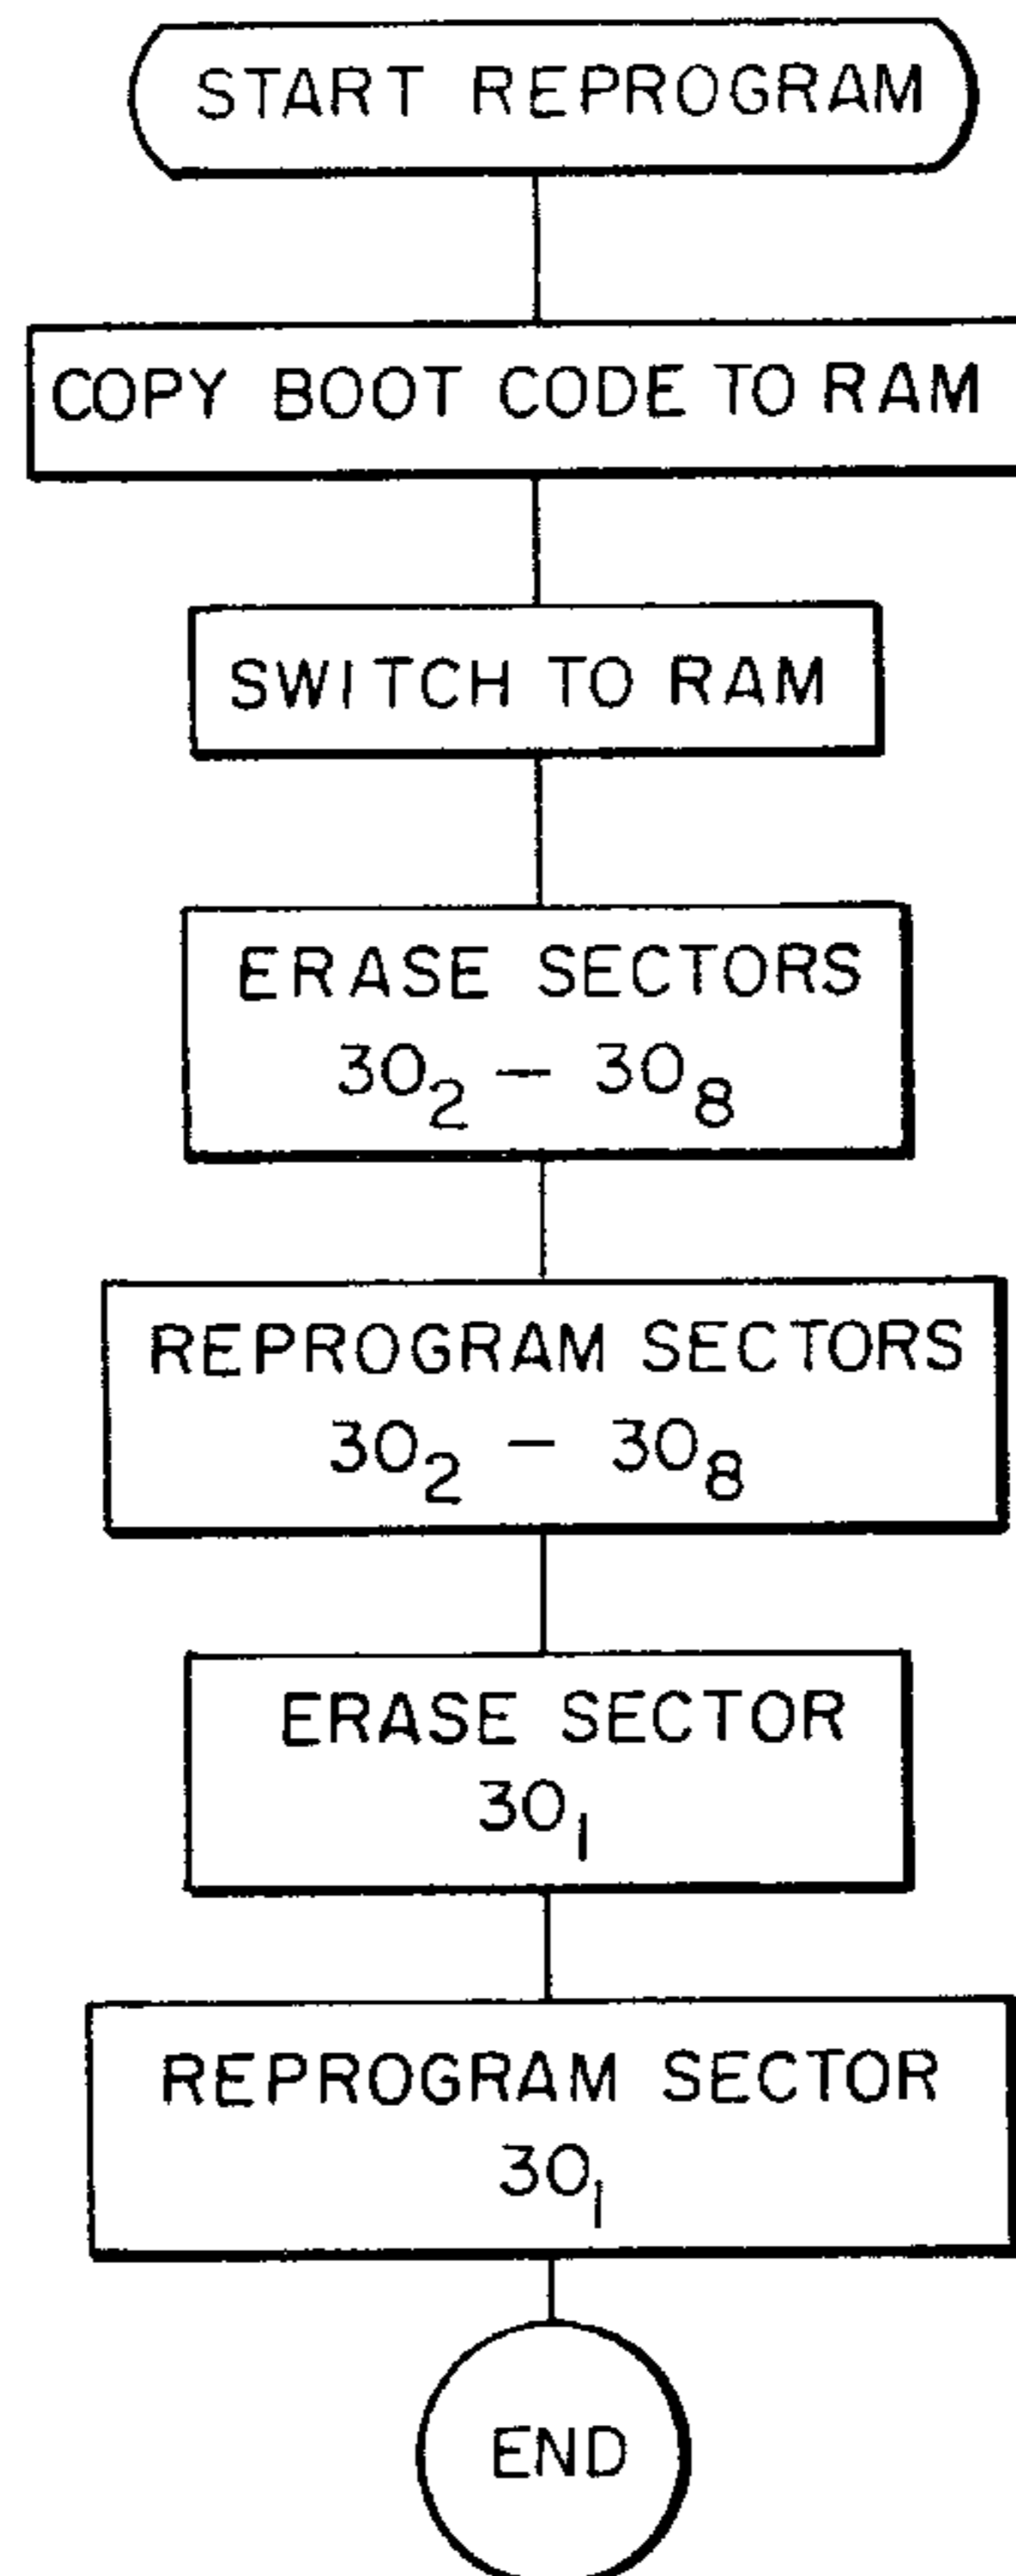 START REPROGRAM
COPY BOOT CODE TO RAM
SWITCH TO RAM
ERASE SECTORS
30₂ — 30₈
REPROGRAM SECTORS
30₂ — 30₈
ERASE SECTOR
30₁
REPROGRAM SECTOR
30₁
END